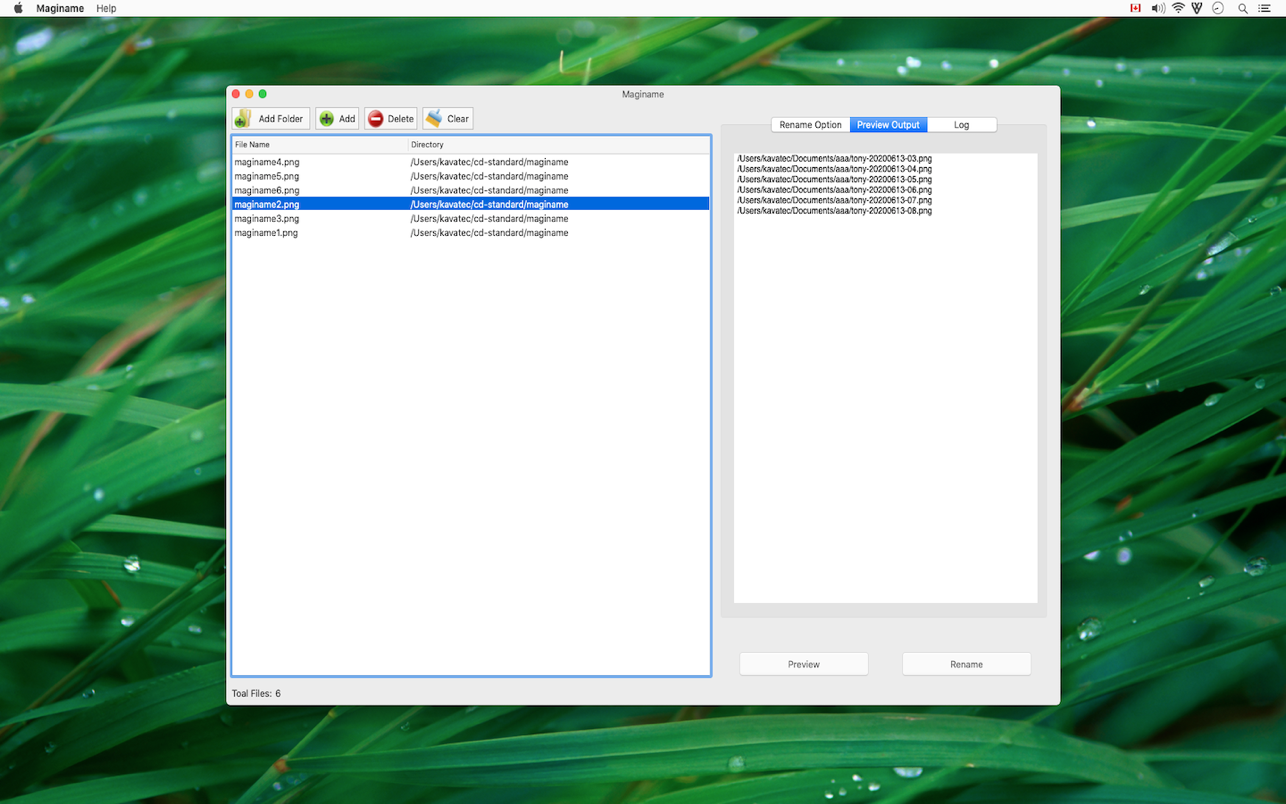 Maginame Help
Maginame
Add Folder Add Delete Clear
Rename Option Preview Output Log
File Name Directory
maginame4.png /Users/kavatec/cd-standard/maginame
maginame5.png /Users/kavatec/cd-standard/maginame
maginame6.png /Users/kavatec/cd-standard/maginame
maginame2.png /Users/kavatec/cd-standard/maginame
maginame3.png /Users/kavatec/cd-standard/maginame
maginame1.png /Users/kavatec/cd-standard/maginame
/Users/kavatec/Documents/aaa/tony-20200613-03.png
/Users/kavatec/Documents/aaa/tony-20200613-04.png
/Users/kavatec/Documents/aaa/tony-20200613-05.png
/Users/kavatec/Documents/aaa/tony-20200613-06.png
/Users/kavatec/Documents/aaa/tony-20200613-07.png
/Users/kavatec/Documents/aaa/tony-20200613-08.png
Preview Rename
Toal Files: 6